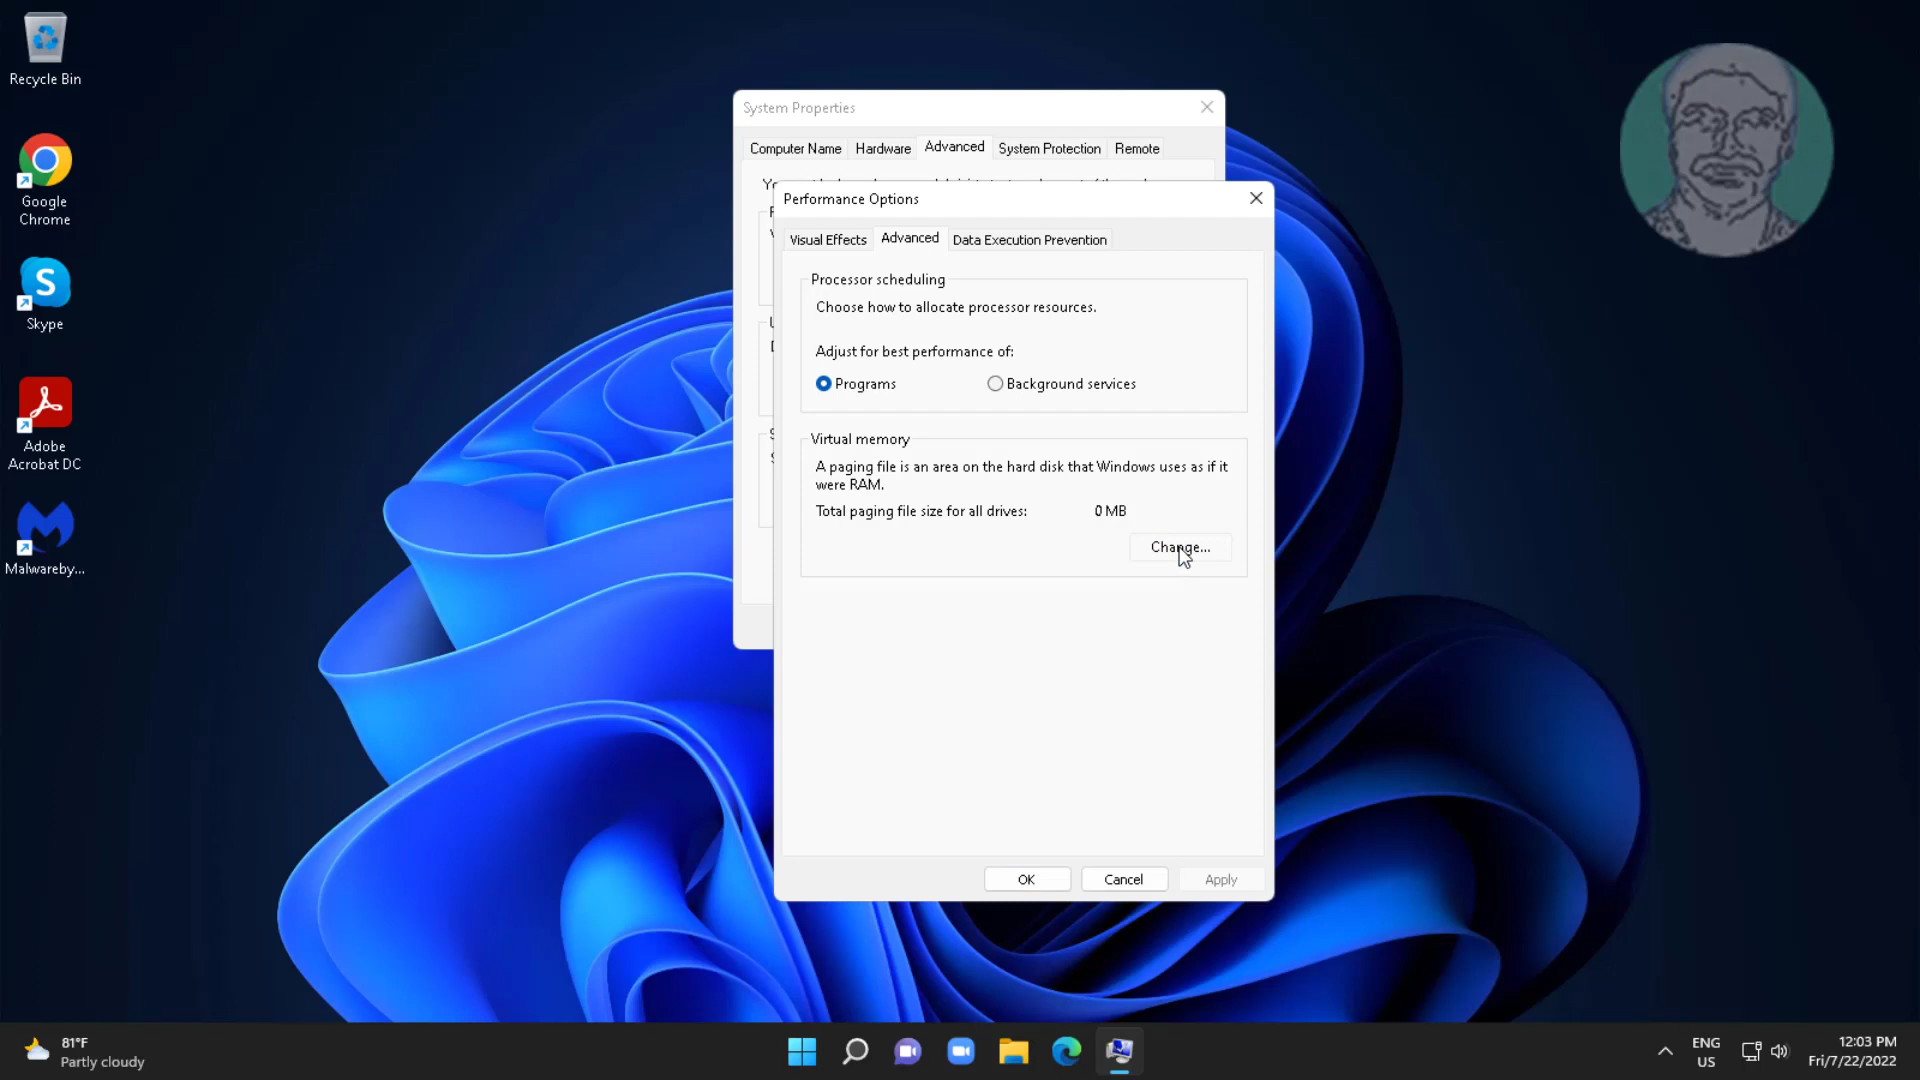 Recycle Bin
Google
Chrome
Skype
Adobe
Acrobat DC
Malwareby...
System Properties
Computer Name Hardware Advanced System Protection Remote
Performance Options
Visual Effects Advanced Data Execution Prevention
Processor scheduling
Choose how to allocate processor resources.
Adjust for best performance of:
Programs Background services
Virtual memory
A paging file is an area on the hard disk that Windows uses as if it
were RAM.
Total paging file size for all drives: 0 MB
Change...
OK Cancel Apply
81°F
Partly cloudy
ENG
US
12:03 PM
Fri/7/22/2022